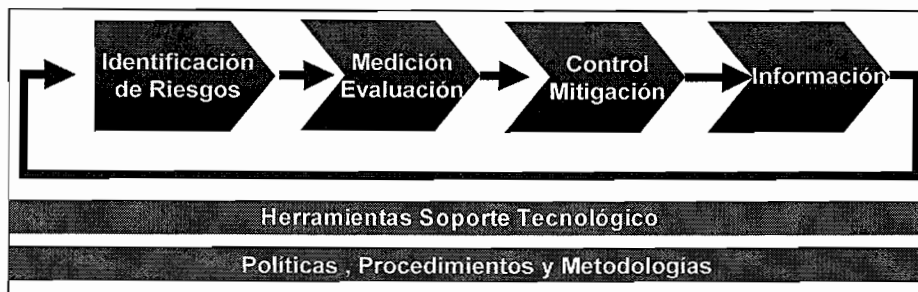 Identificación
de Riesgos
Medición
Evaluación
Control
Mitigación
Información
Herramientas Soporte Tecnológico
Políticas , Procedimientos y Metodologías